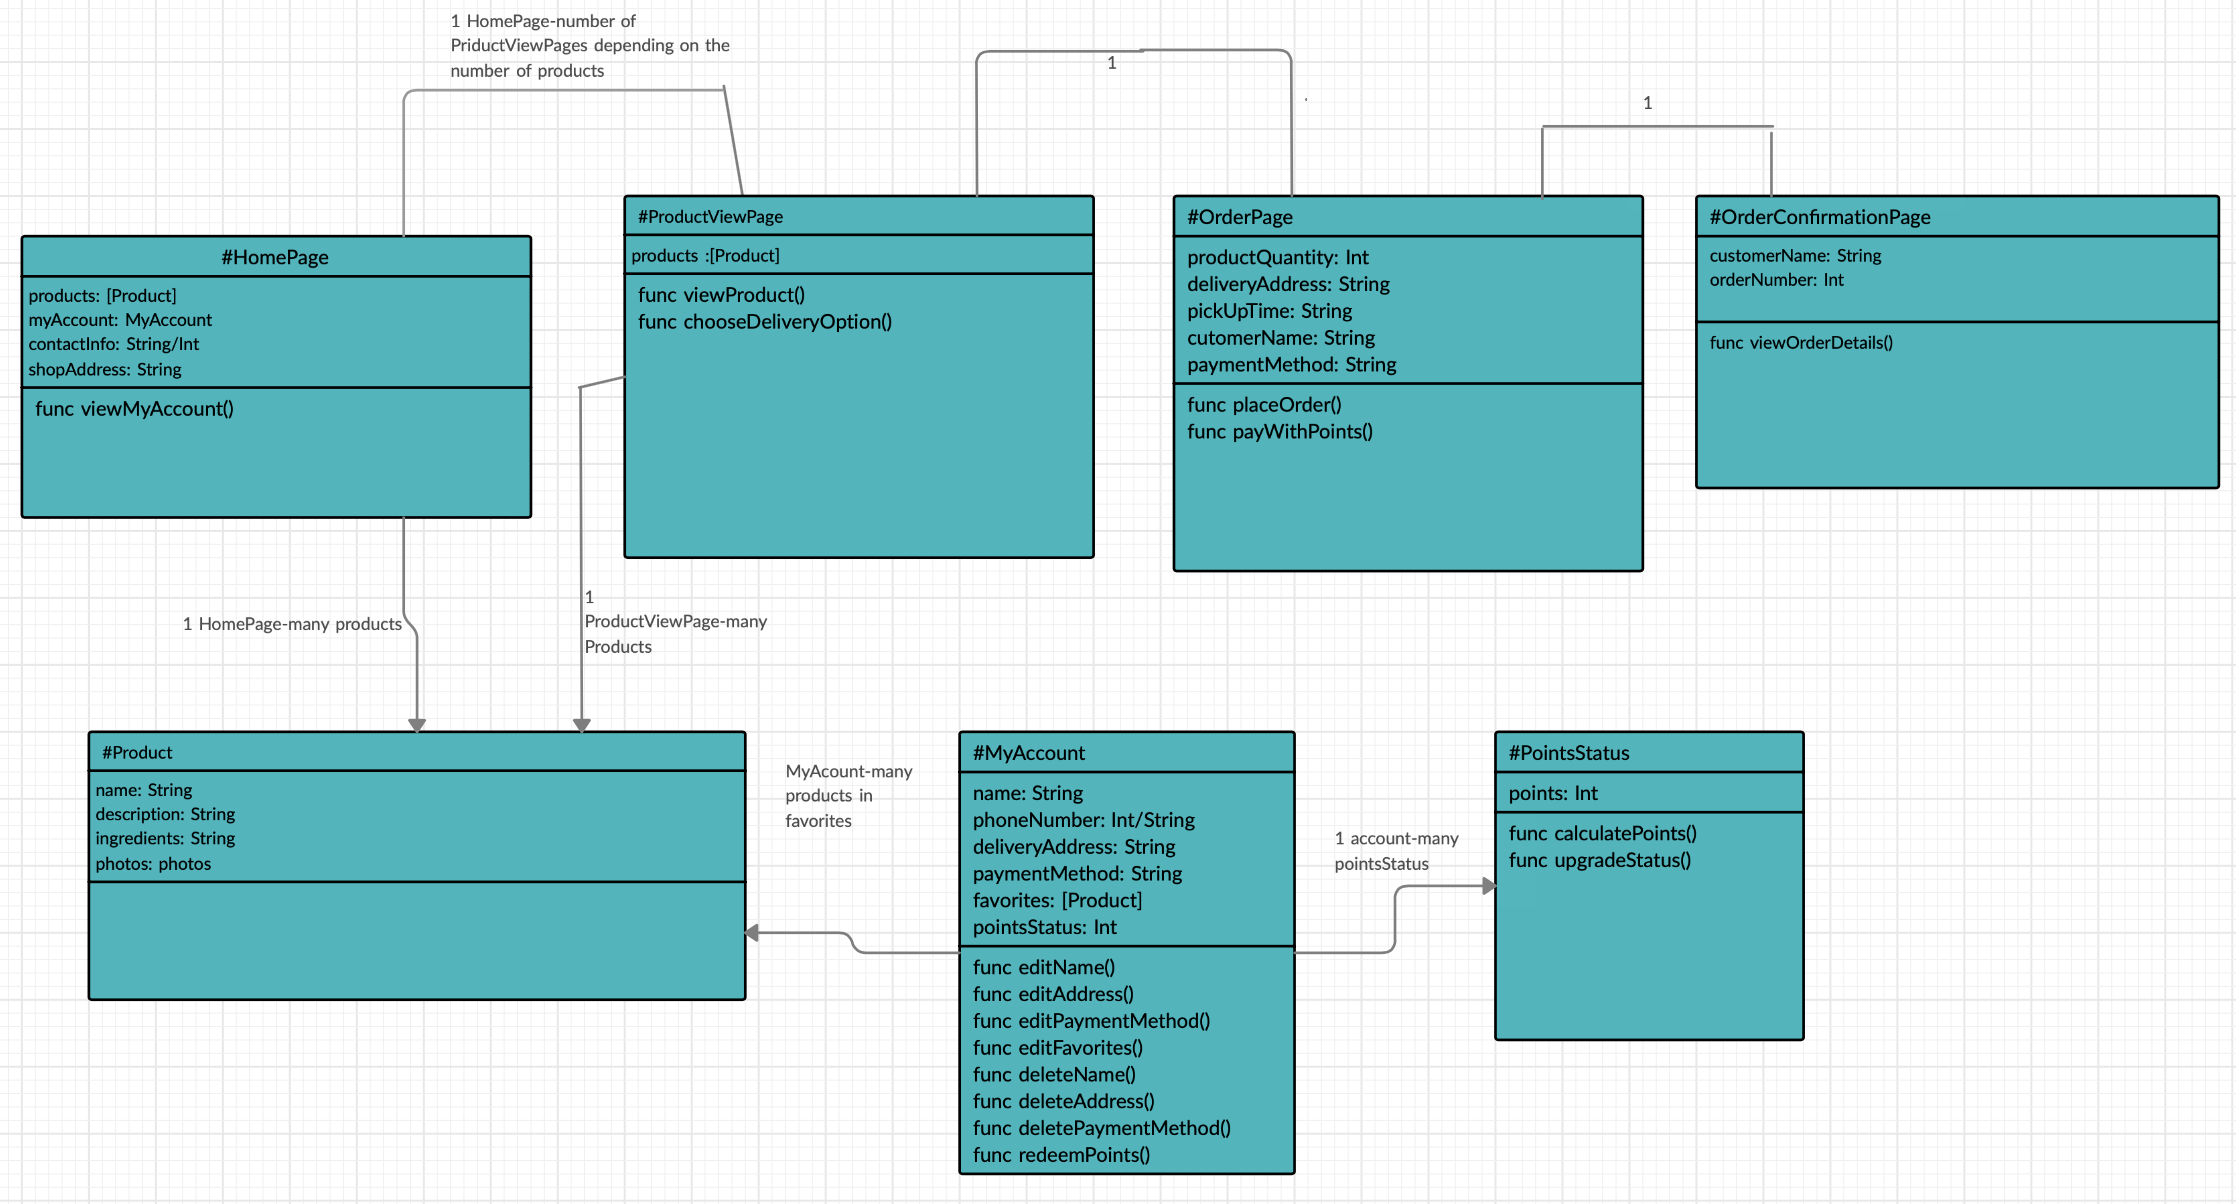 1 HomePage-number of
PriductViewPages depending on the
number of products
1
1
#HomePage
products: [Product]
myAccount: MyAccount
contactInfo: String/Int
shopAddress: String
func viewMyAccount()
#ProductViewPage
products :[Product]
func viewProduct()
func chooseDeliveryOption()
#OrderPage
productQuantity: Int
deliveryAddress: String
pickUpTime: String
cutomerName: String
paymentMethod: String
func placeOrder()
func payWithPoints()
#OrderConfirmationPage
customerName: String
orderNumber: Int
func viewOrderDetails()
1 HomePage-many products
1
ProductViewPage-many
Products
#Product
name: String
description: String
ingredients: String
photos: photos
MyAcount-many
products in
favorites
#MyAccount
name: String
phoneNumber: Int/String
deliveryAddress: String
paymentMethod: String
favorites: [Product]
pointsStatus: Int
func editName()
func editAddress()
func editPaymentMethod()
func editFavorites()
func deleteName()
func deleteAddress()
func deletePaymentMethod()
func redeemPoints()
1 account-many
pointsStatus
#PointsStatus
points: Int
func calculatePoints()
func upgradeStatus()